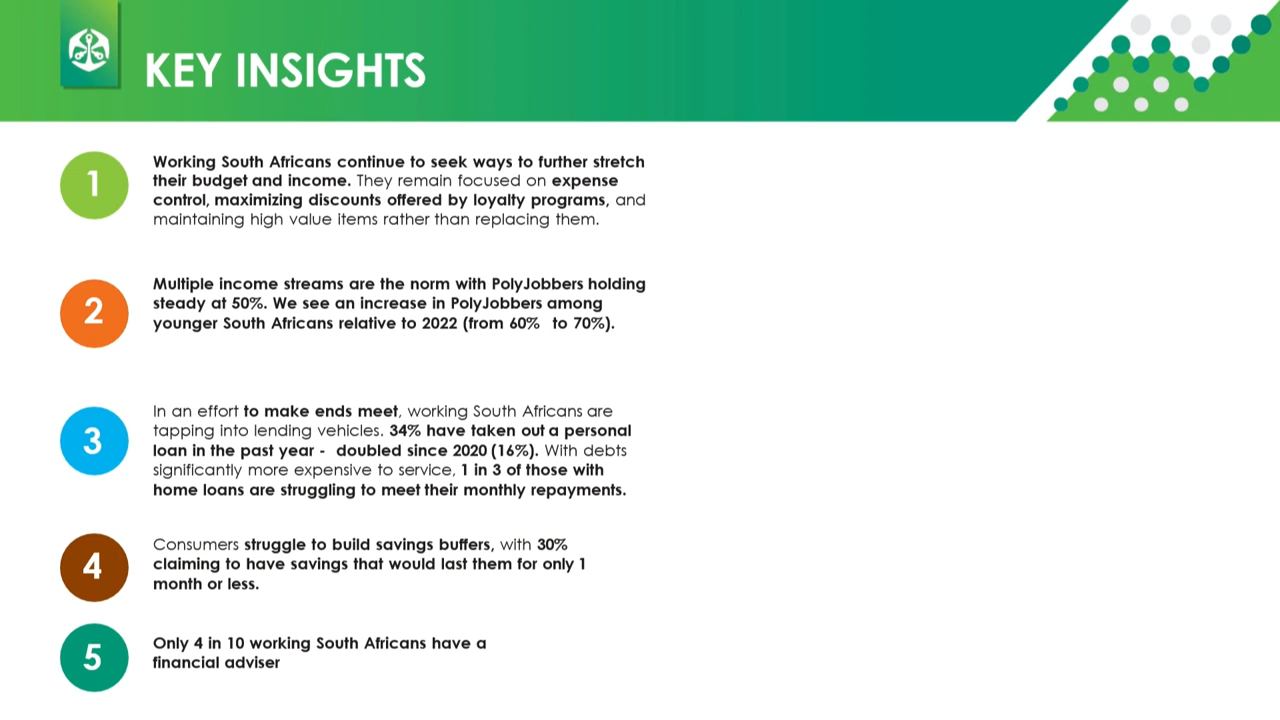 KEY INSIGHTS
1
Working South Africans continue to seek ways to further stretch
their budget and income. They remain focused on expense
control, maximizing discounts offered by loyalty programs, and
maintaining high value items rather than replacing them.
2
Multiple income streams are the norm with PolyJobbers holding
steady at 50%. We see an increase in PolyJobbers among
younger South Africans relative to 2022 (from 60%  to 70%).
3
In an effort to make ends meet, working South Africans are
tapping into lending vehicles. 34% have taken out a personal
loan in the past year -  doubled since 2020 (16%). With debts
significantly more expensive to service, 1 in 3 of those with
home loans are struggling to meet their monthly repayments.
4
Consumers struggle to build savings buffers, with 30%
claiming to have savings that would last them for only 1
month or less.
5
Only 4 in 10 working South Africans have a
financial adviser